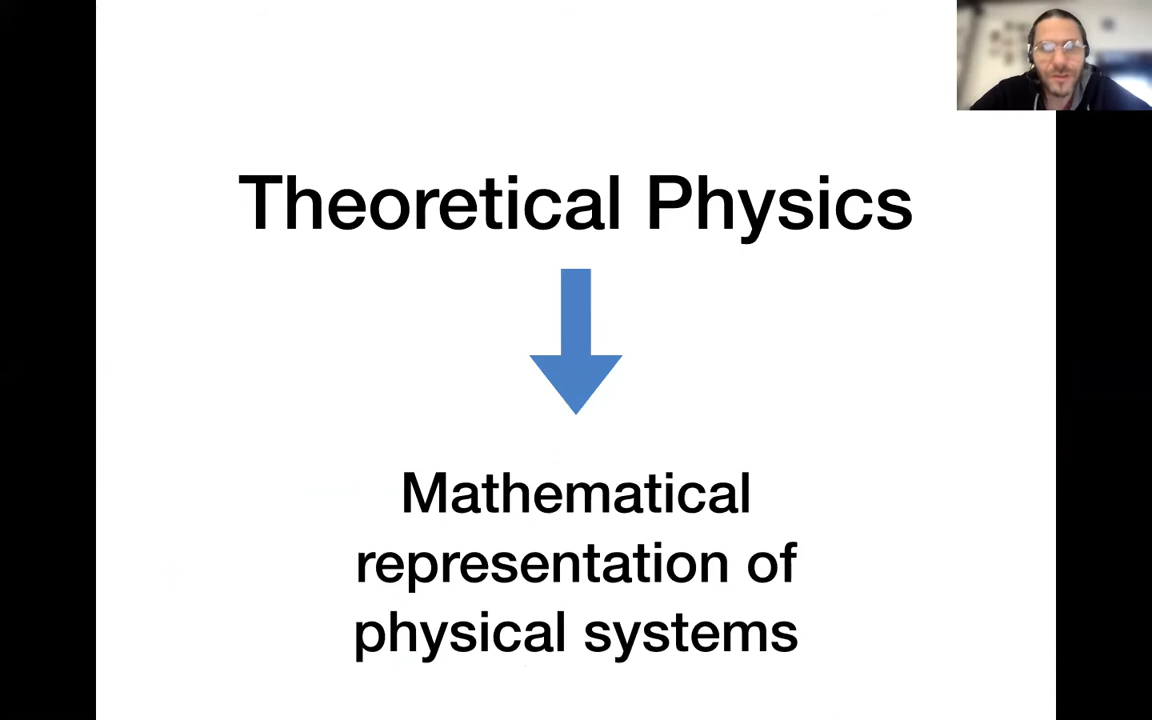 Theoretical Physics
Mathematical
representation of
physical systems